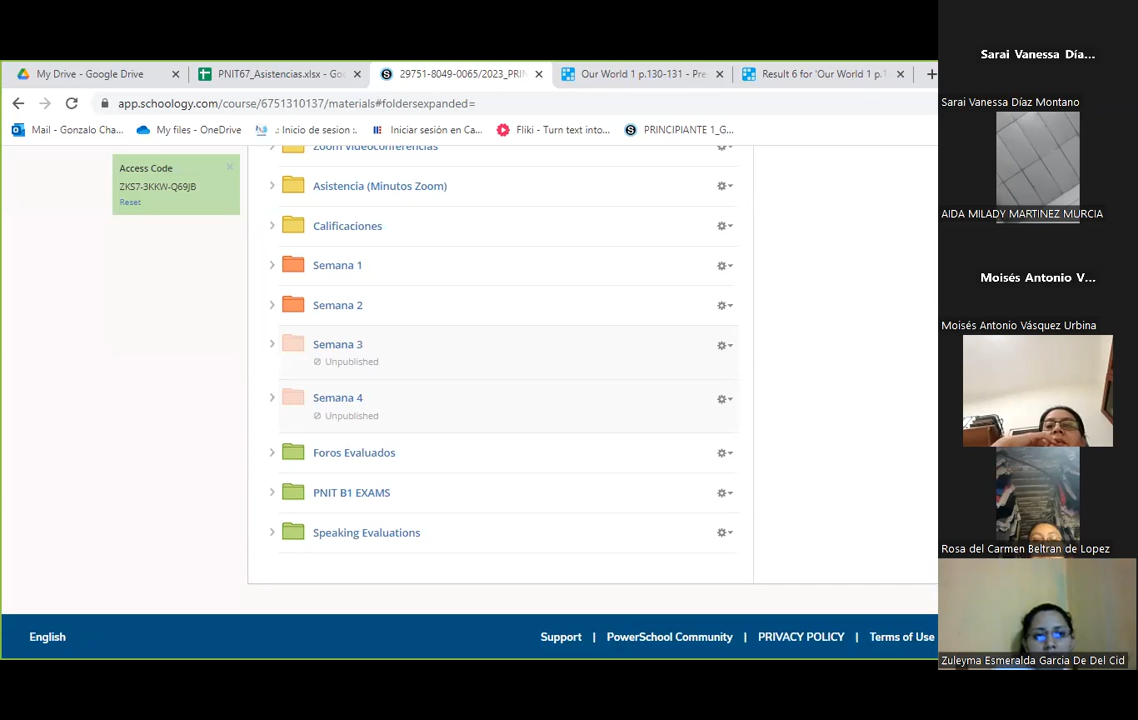 My Drive - Google Drive
PNIT67_Asistencias.xlsx - Goo
29751-8049-0065/2023_PRIN
Our World 1 p.130-131 - Pre
Result 6 for 'Our World 1 p.1
app.schoology.com/course/6751310137/materials#foldersexpanded=
Mail - Gonzalo Cha...
My files - OneDrive
.: Inicio de sesion :.
Iniciar sesión en Ca...
Fliki - Turn text into...
PRINCIPIANTE 1_G...
Access Code
ZKS7-3KKW-Q69JB
Reset
Zoom Videoconferencias
Asistencia (Minutos Zoom)
Calificaciones
Semana 1
Semana 2
Semana 3
Unpublished
Semana 4
Unpublished
Foros Evaluados
PNIT B1 EXAMS
Speaking Evaluations
English
Support | PowerSchool Community | PRIVACY POLICY | Terms of Use
Sarai Vanessa Día...
Sarai Vanessa Díaz Montano
AIDA MILADY MARTINEZ MURCIA
Moisés Antonio V...
Moisés Antonio Vásquez Urbina
Rosa del Carmen Beltran de Lopez
Zuleyma Esmeralda Garcia De Del Cid